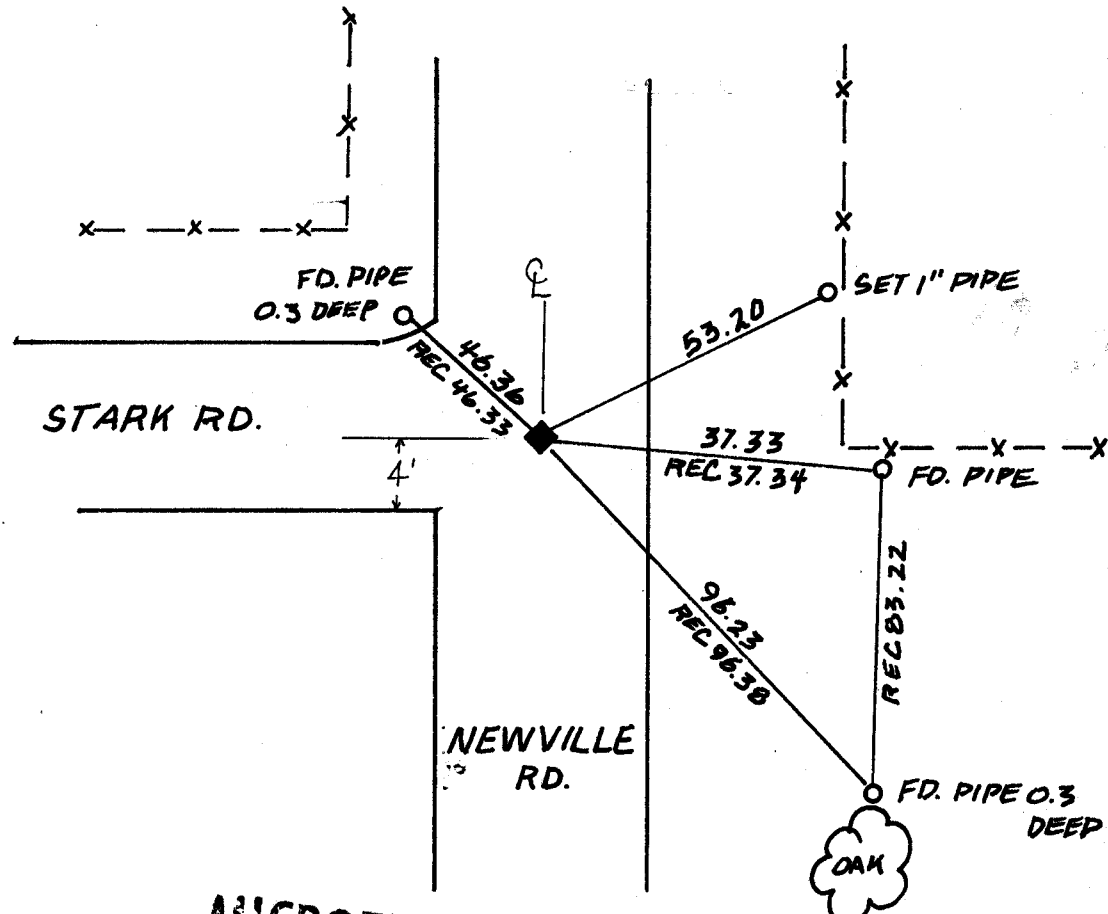 FD. PIPE
0.3 DEEP
℄
SET 1" PIPE
53.20
46.36
REC 46.33
STARK RD.
4'
37.33
REC 37.34
FD. PIPE
96.23
REC 96.38
REC 83.22
NEWVILLE
RD.
FD. PIPE 0.3
DEEP
OAK